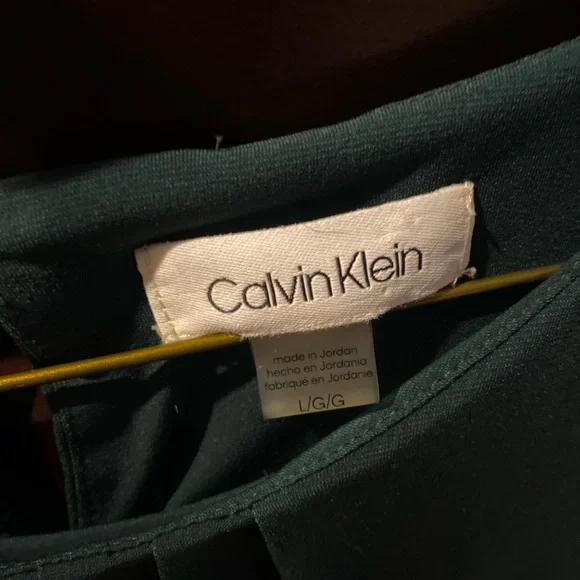 Calvin Klein
made in Jordan
hecho en Jordania
fabriqué en Jordanie
L/G/G